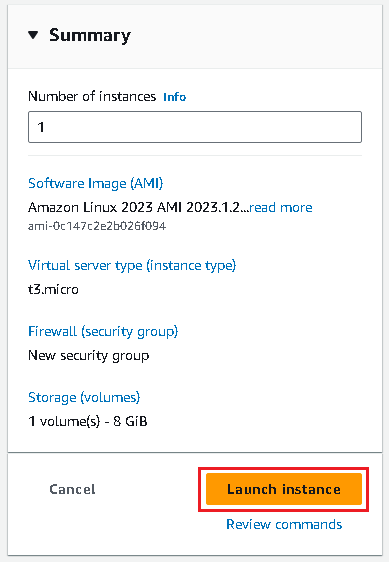 Summary
Number of instances Info
1
Software Image (AMI)
Amazon Linux 2023 AMI 2023.1.2...read more
ami-0c147c2e2b026f094
Virtual server type (instance type)
t3.micro
Firewall (security group)
New security group
Storage (volumes)
1 volume(s) - 8 GiB
Cancel Launch instance
Review commands